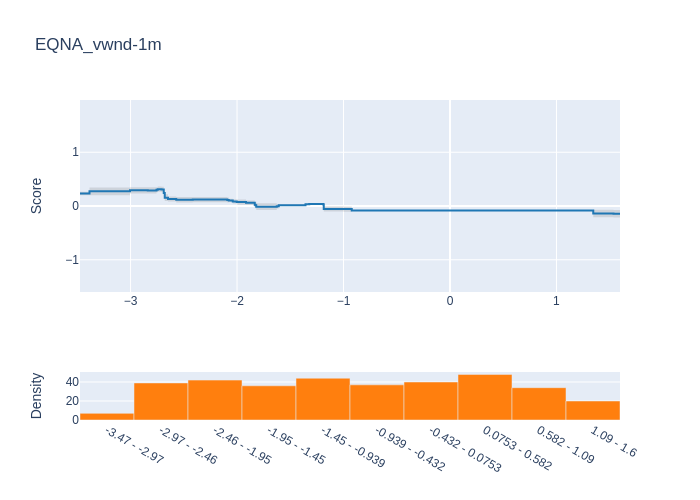 EQNA_vwnd-1m
Score
1
0
−1
−3
−2
−1
0
1
Density
40
20
0
-3.47 - -2.97
-2.97 - -2.46
-2.46 - -1.95
-1.95 - -1.45
-1.45 - -0.939
-0.939 - -0.432
-0.432 - 0.0753
0.0753 - 0.582
0.582 - 1.09
1.09 - 1.6